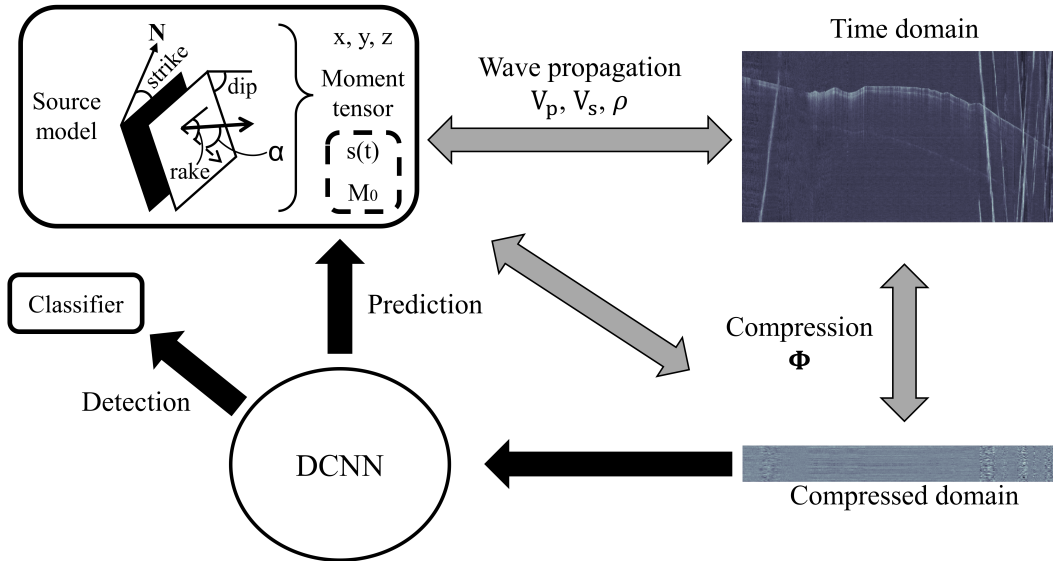 N
strike
dip
Source
model
rake
α
x, y, z
Moment
tensor
s(t)
M₀
Wave propagation
Vₚ, Vₛ, ρ
Time domain
Classifier
Prediction
Detection
Compression
Φ
DCNN
Compressed domain